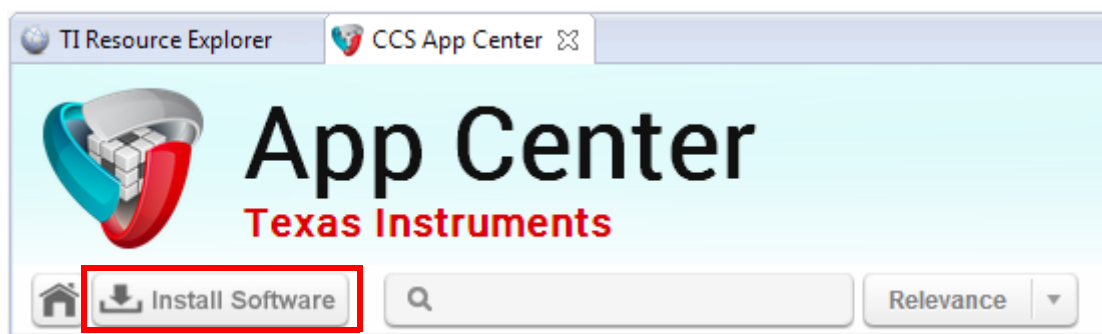 TI Resource Explorer
CCS App Center
App Center
Texas Instruments
Install Software
Relevance